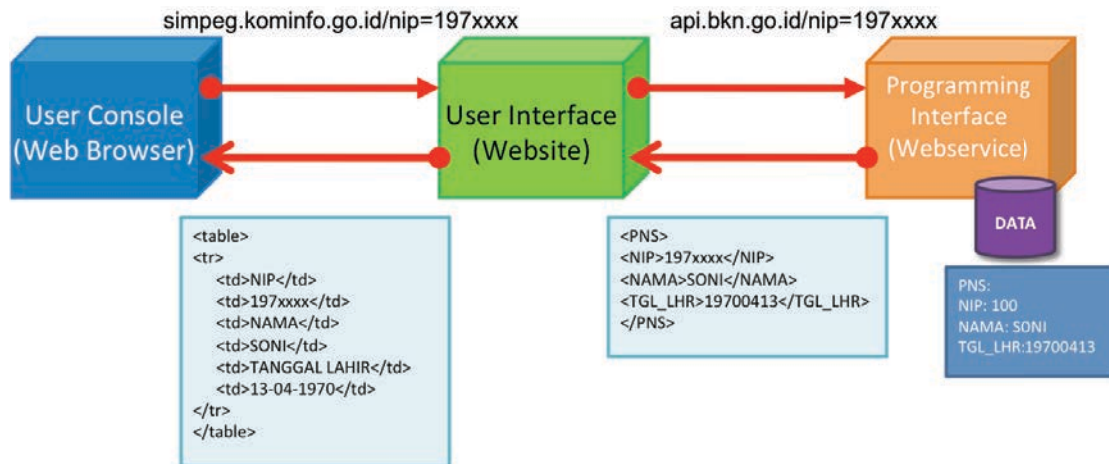 simpeg.kominfo.go.id/nip=197xxxx
api.bkn.go.id/nip=197xxxx
User Console
(Web Browser)
User Interface
(Website)
Programming
Interface
(Webservice)
DATA
<table>
<tr>
<td>NIP</td>
<td>197xxxx</td>
<td>NAMA</td>
<td>SONI</td>
<td>TANGGAL LAHIR</td>
<td>13-04-1970</td>
</tr>
</table>
<PNS>
<NIP>197xxxx</NIP>
<NAMA>SONI</NAMA>
<TGL_LHR>19700413</TGL_LHR>
</PNS>
PNS:
NIP: 100
NAMA: SONI
TGL_LHR:19700413